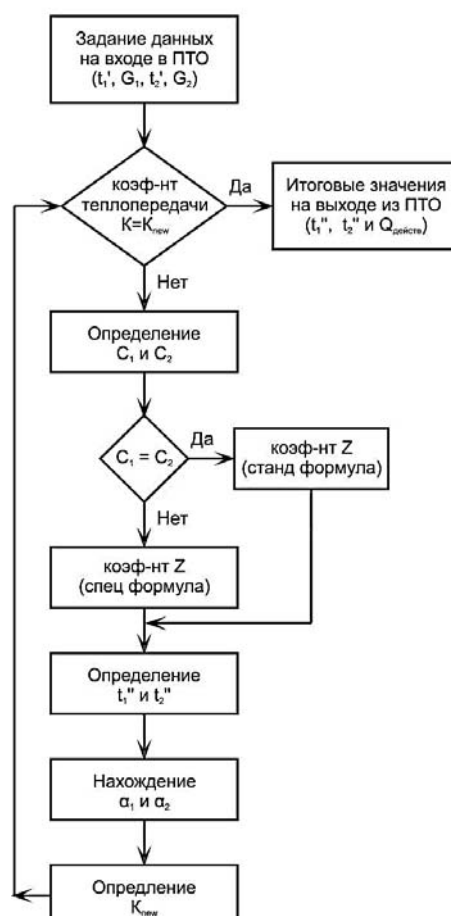 Задание данных
на входе в ПТО
(t₁', G₁, t₂', G₂)
коэф-нт
теплопередачи
K=Kₙₑw
Да
Итоговые значения
на выходе из ПТО
(t₁", t₂" и Qдейств)
Нет
Определение
C₁ и C₂
C₁ = C₂
Да
коэф-нт Z
(станд формула)
Нет
коэф-нт Z
(спец формула)
Определение
t₁" и t₂"
Нахождение
α₁ и α₂
Опредление
Kₙₑw